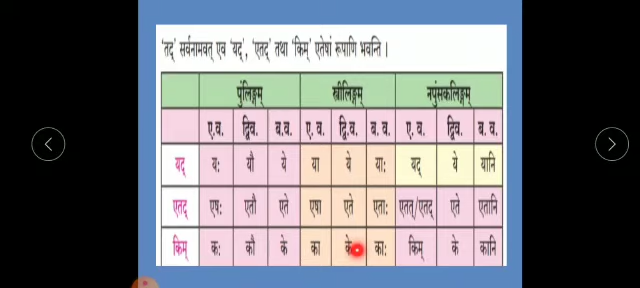 'तद्' सर्वनामवत् एव 'यद्', 'एतद्' तथा 'किम्' एतेषां रूपाणि भवन्ति ।
पुंलिङ्गम् स्त्रीलिङ्गम् नपुंसकलिङ्गम्
ए.व. द्विव. ब.व. ए. व. द्वि.व. ब. व. ए. व. द्विव. ब. व.
यद् यः यौ ये या ये याः यद् ये यानि
एतद् एषः एतौ एते एषा एते एताः एतत्/एतद् एते एतानि
किम् कः कौ के का के काः किम् के कानि